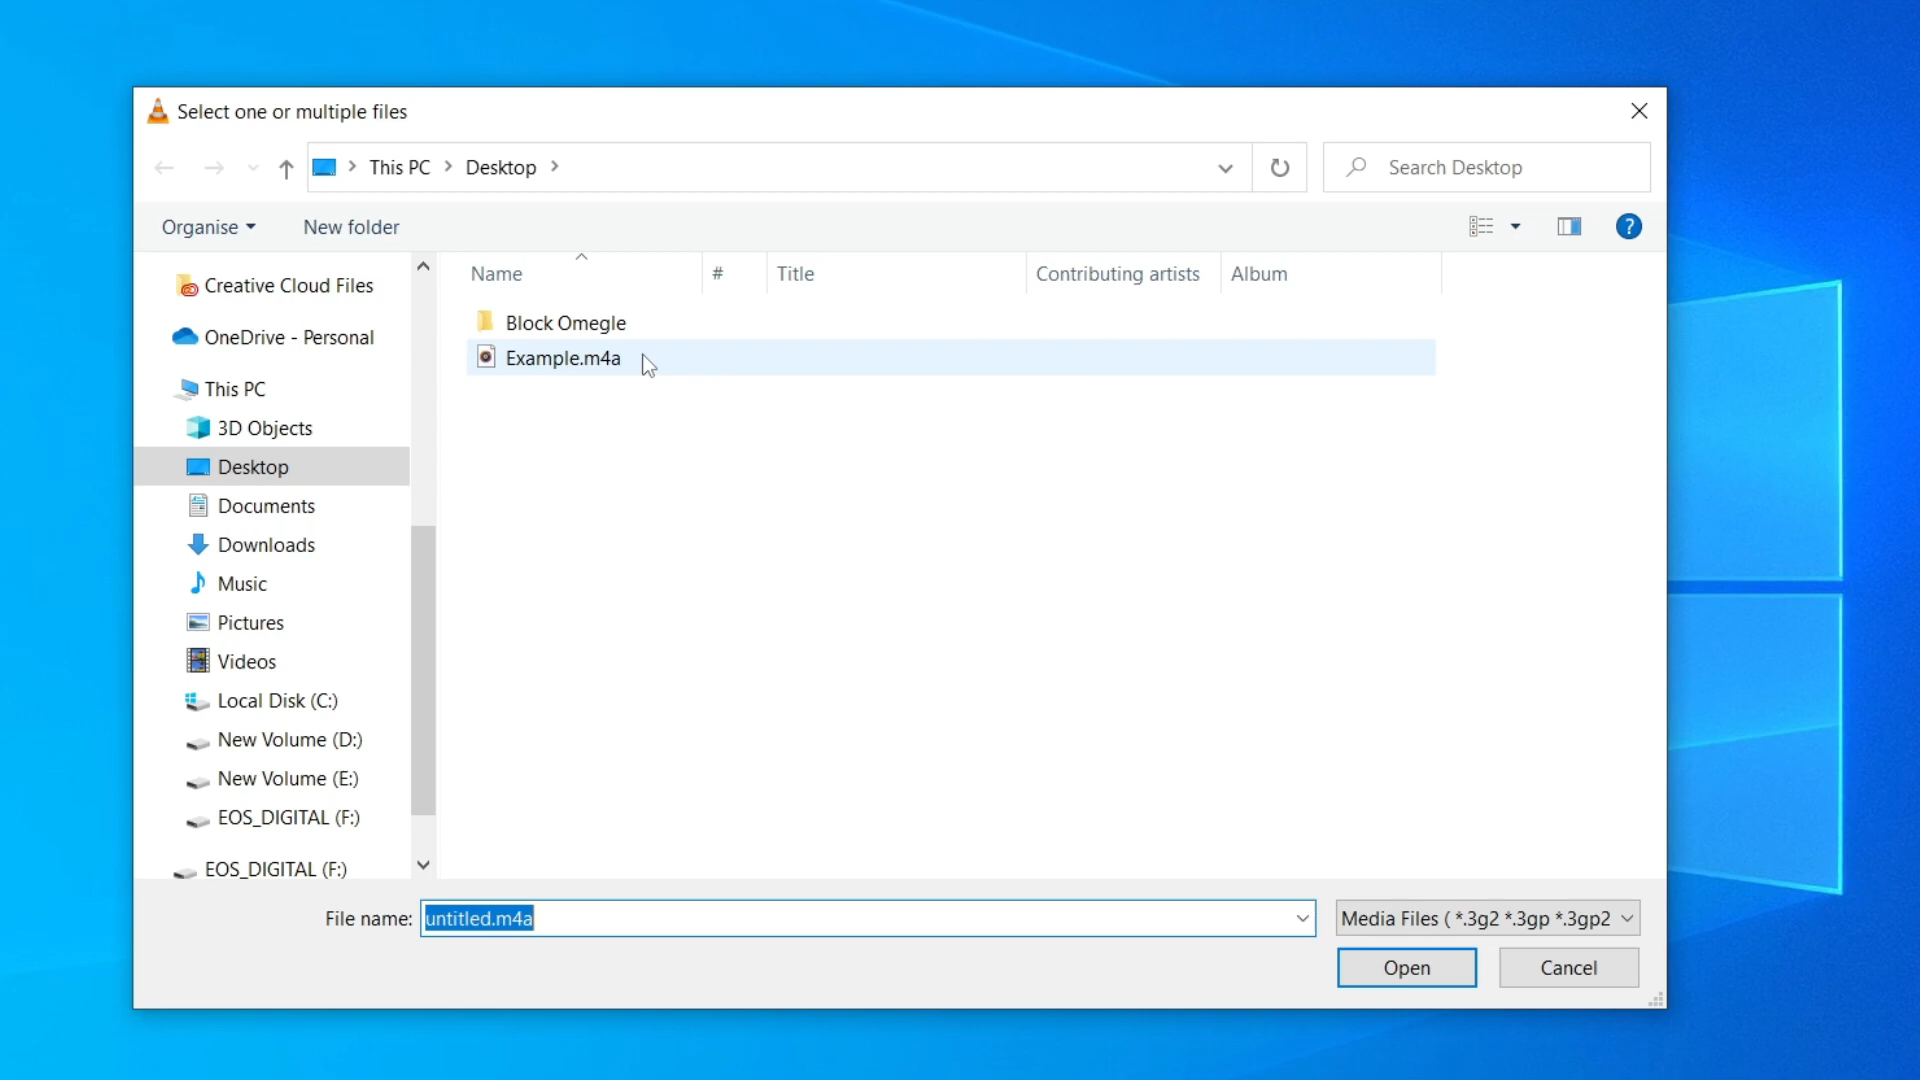 Select one or multiple files
This PC
Desktop
Search Desktop
Organise
New folder
?
Name
#
Title
Contributing artists
Album
Creative Cloud Files
OneDrive - Personal
This PC
3D Objects
Desktop
Documents
Downloads
Music
Pictures
Videos
Local Disk (C:)
New Volume (D:)
New Volume (E:)
EOS_DIGITAL (F:)
EOS_DIGITAL (F:)
Block Omegle
Example.m4a
File name:
untitled.m4a
Media Files ( *.3g2 *.3gp *.3gp2
Open
Cancel